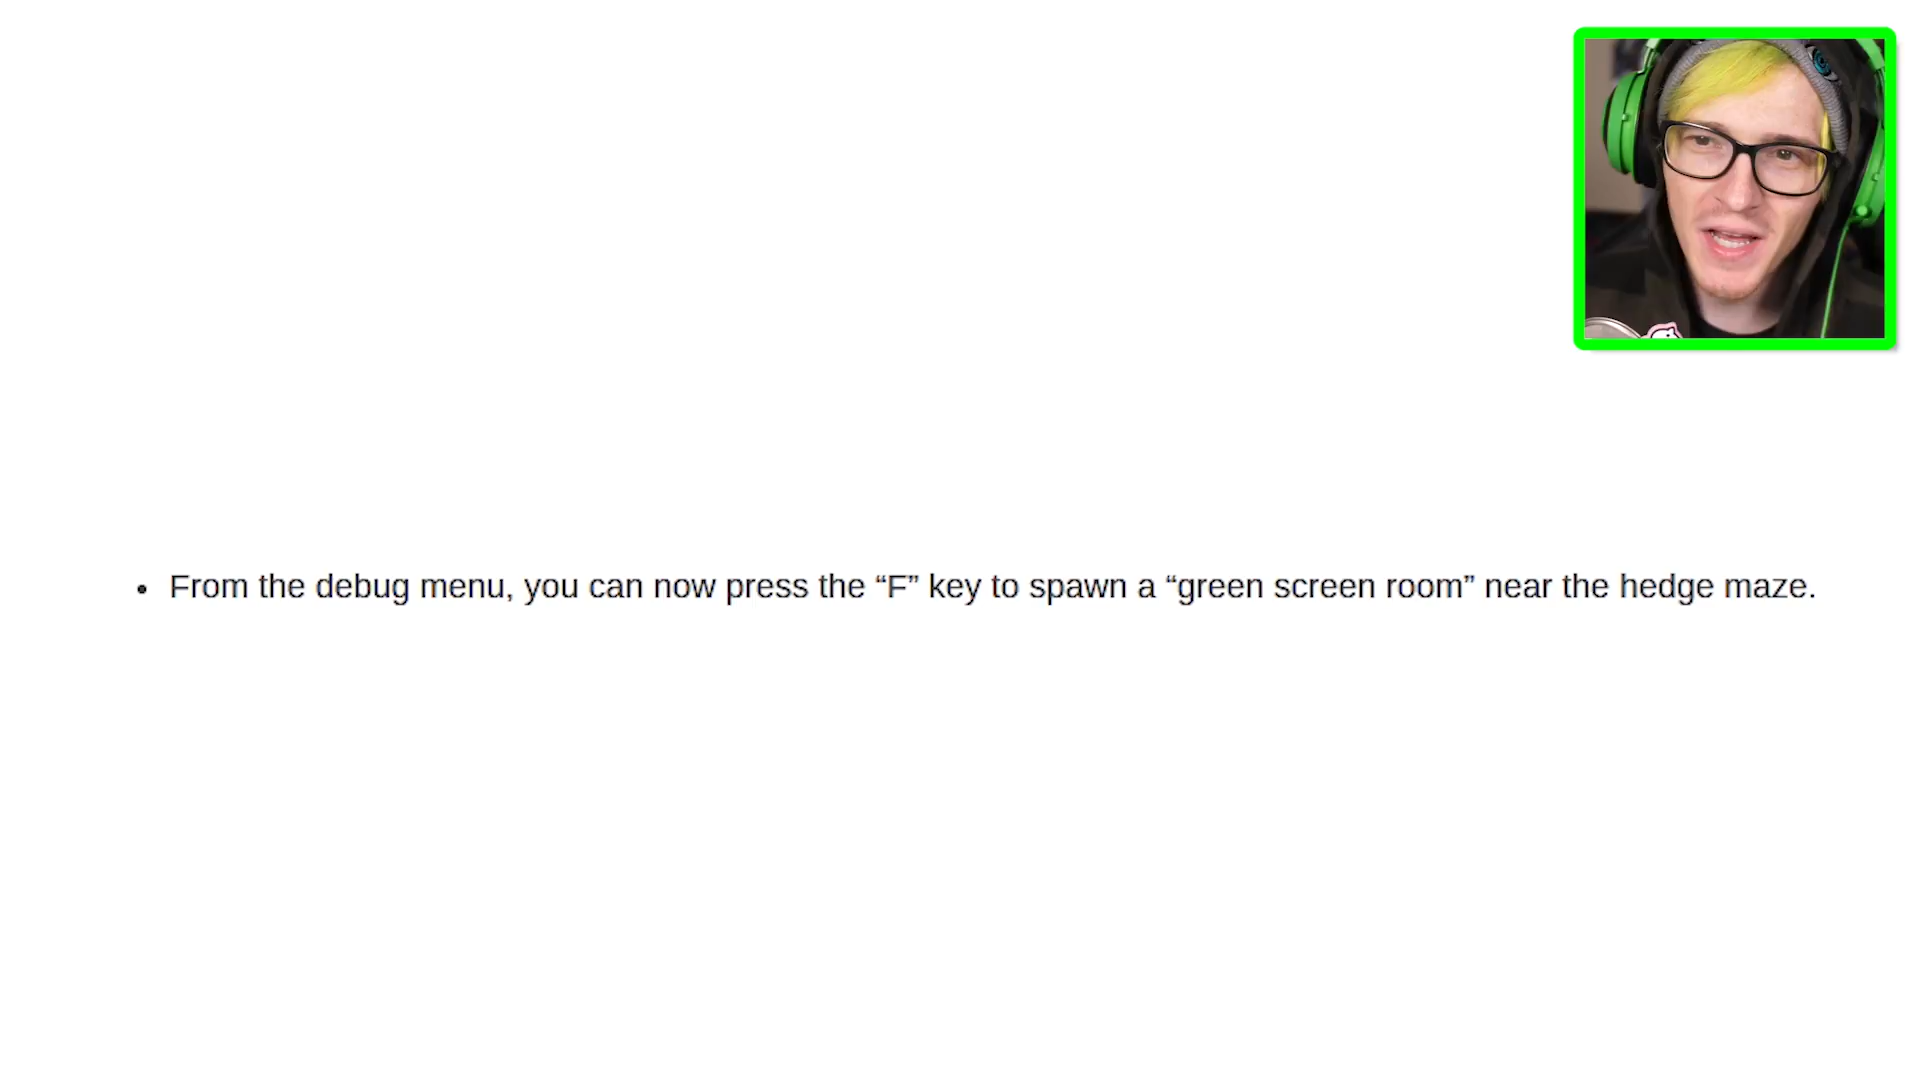 • From the debug menu, you can now press the “F” key to spawn a “green screen room” near the hedge maze.